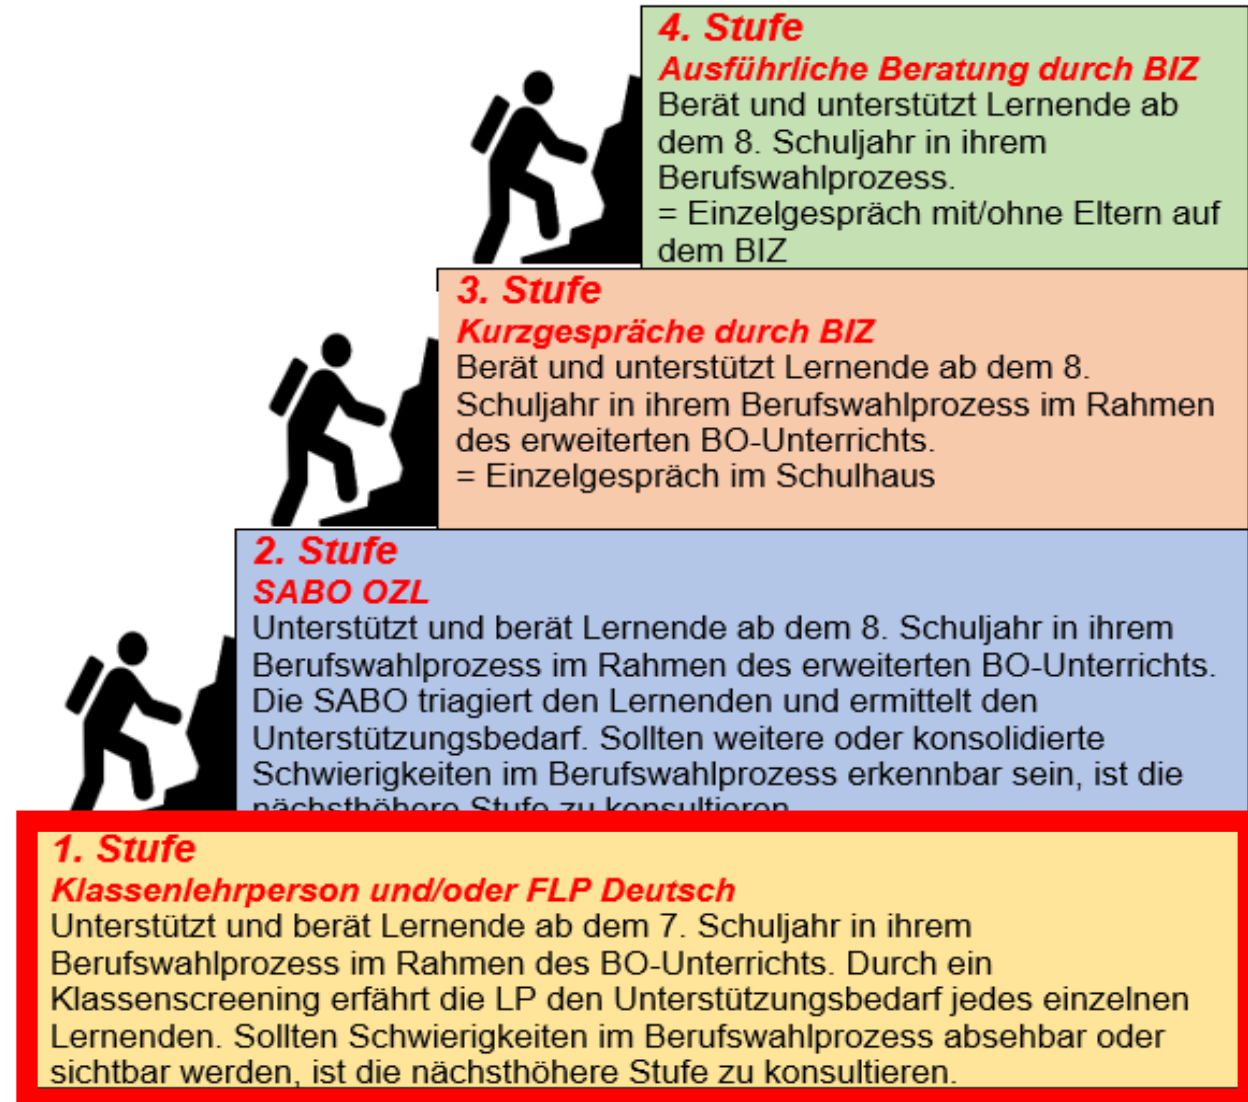 4. Stufe
Ausführliche Beratung durch BIZ
Berät und unterstützt Lernende ab
dem 8. Schuljahr in ihrem
Berufswahlprozess.
= Einzelgespräch mit/ohne Eltern auf
dem BIZ
3. Stufe
Kurzgespräche durch BIZ
Berät und unterstützt Lernende ab dem 8.
Schuljahr in ihrem Berufswahlprozess im Rahmen
des erweiterten BO-Unterrichts.
= Einzelgespräch im Schulhaus
2. Stufe
SABO OZL
Unterstützt und berät Lernende ab dem 8. Schuljahr in ihrem
Berufswahlprozess im Rahmen des erweiterten BO-Unterrichts.
Die SABO triagiert den Lernenden und ermittelt den
Unterstützungsbedarf. Sollten weitere oder konsolidierte
Schwierigkeiten im Berufswahlprozess erkennbar sein, ist die
nächsthöhere Stufe zu konsultieren
1. Stufe
Klassenlehrperson und/oder FLP Deutsch
Unterstützt und berät Lernende ab dem 7. Schuljahr in ihrem
Berufswahlprozess im Rahmen des BO-Unterrichts. Durch ein
Klassenscreening erfährt die LP den Unterstützungsbedarf jedes einzelnen
Lernenden. Sollten Schwierigkeiten im Berufswahlprozess absehbar oder
sichtbar werden, ist die nächsthöhere Stufe zu konsultieren.